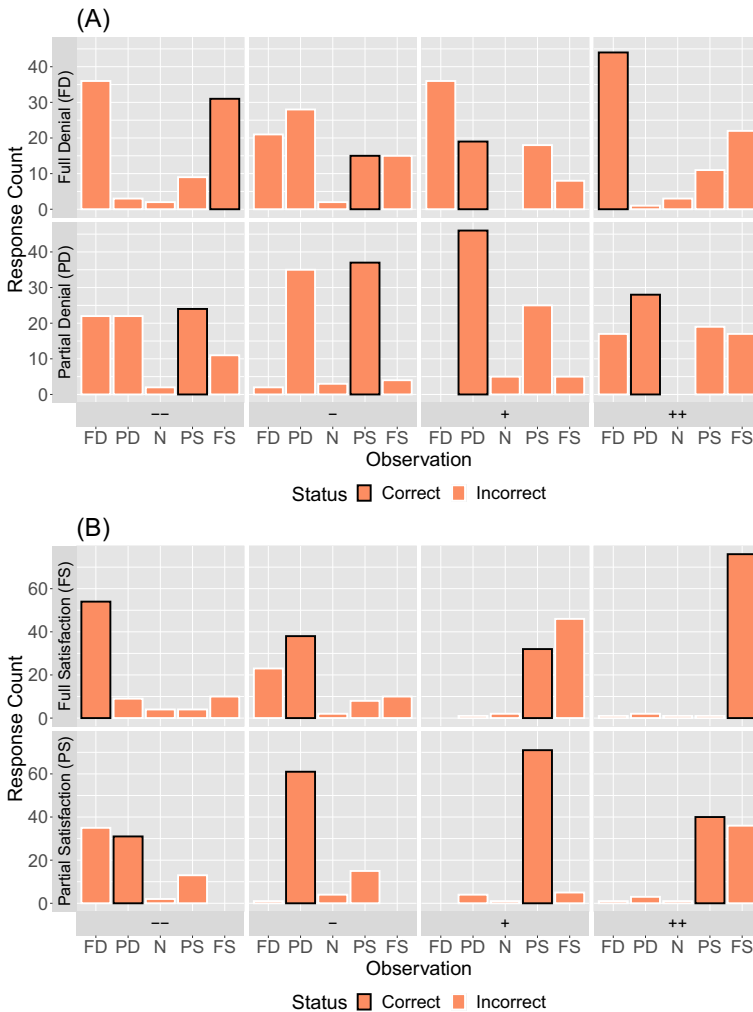 (A)
Response Count
Full Denial (FD)
40
30
20
10
0
Partial Denial (PD)
40
30
20
10
0
−− − + ++
FD PD N PS FS FD PD N PS FS FD PD N PS FS FD PD N PS FS
Observation
Status Correct Incorrect
(B)
Response Count
Full Satisfaction (FS)
60
40
20
0
Partial Satisfaction (PS)
60
40
20
0
−− − + ++
FD PD N PS FS FD PD N PS FS FD PD N PS FS FD PD N PS FS
Observation
Status Correct Incorrect